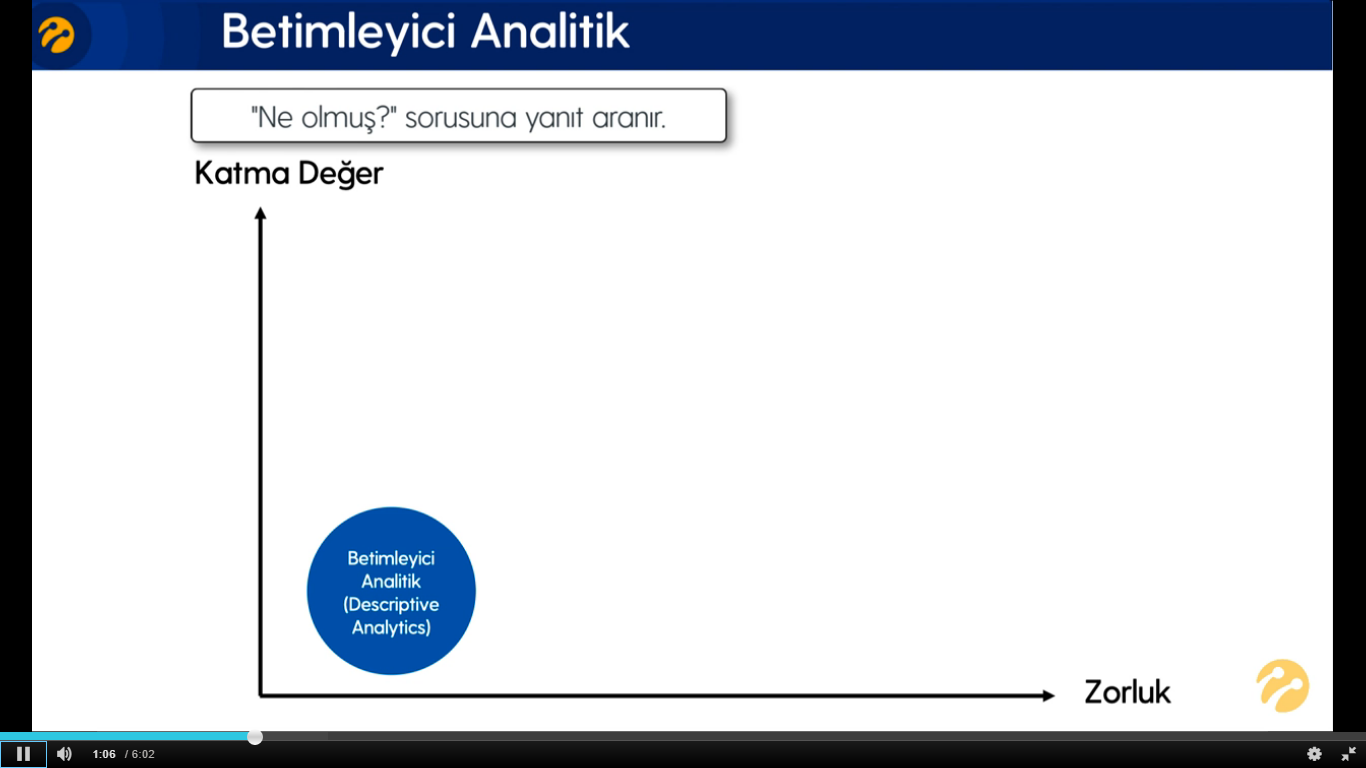 Betimleyici Analitik
"Ne olmuş?" sorusuna yanıt aranır.
Katma Değer
Betimleyici
Analitik
(Descriptive
Analytics)
Zorluk
1:06 / 6:02